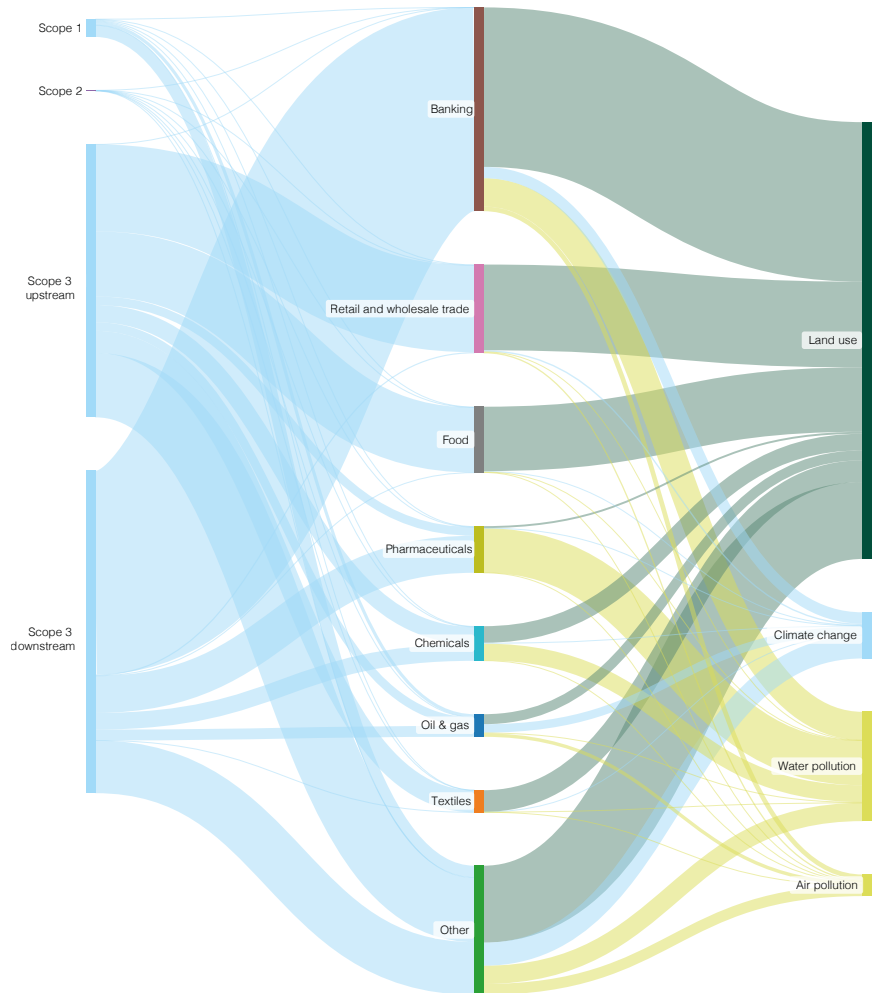 Scope 1
Scope 2
Scope 3
upstream
Scope 3
downstream
Banking
Retail and wholesale trade
Food
Pharmaceuticals
Chemicals
Oil & gas
Textiles
Other
Land use
Climate change
Water pollution
Air pollution